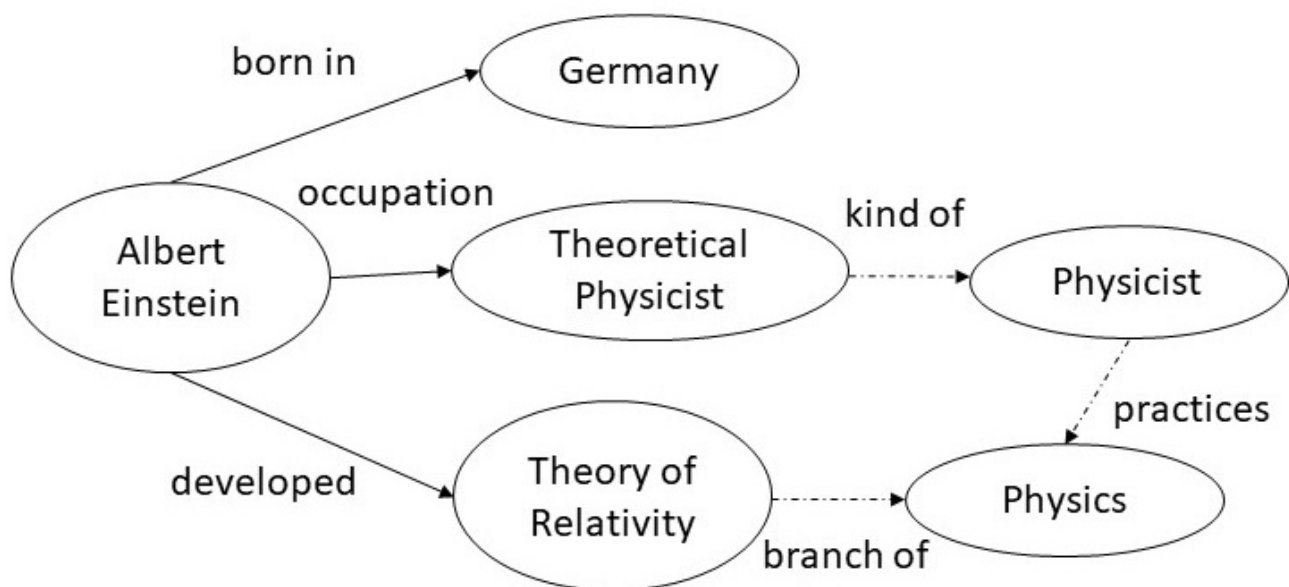 born in
Germany
occupation
kind of
Albert
Einstein
Theoretical
Physicist
Physicist
practices
developed
Theory of
Relativity
Physics
branch of